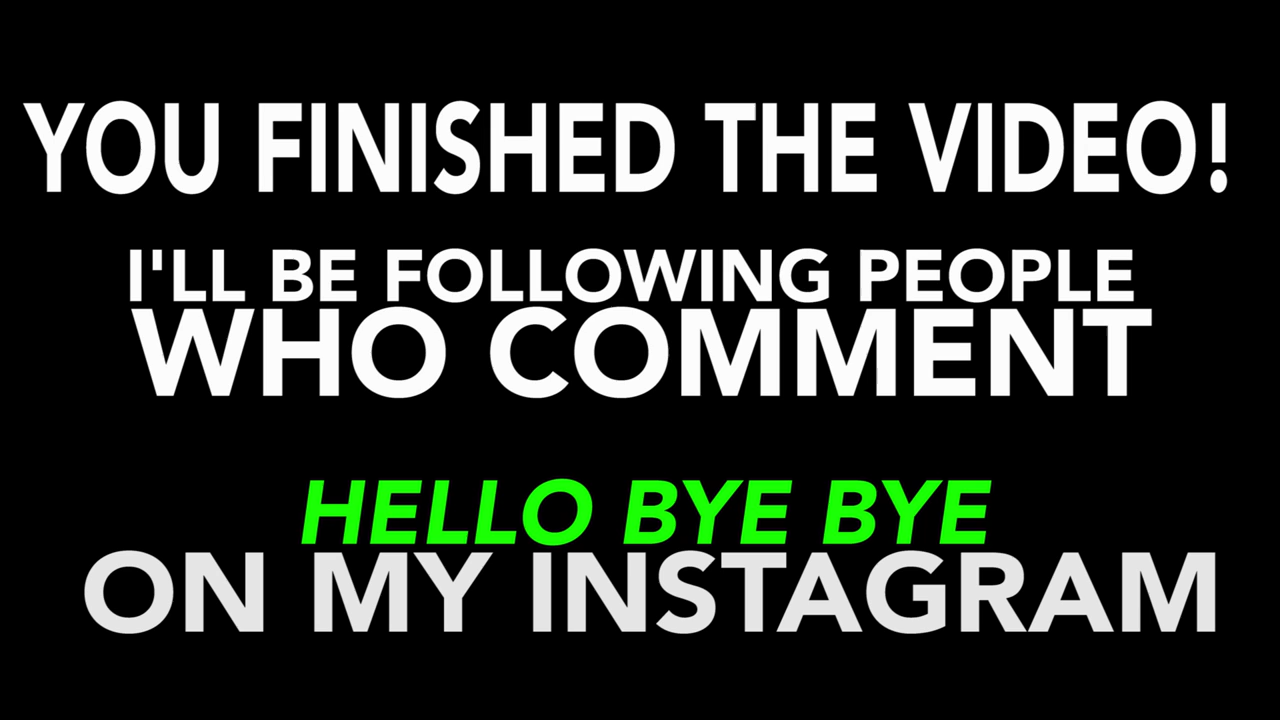 YOU FINISHED THE VIDEO!
I'LL BE FOLLOWING PEOPLE
WHO COMMENT
HELLO BYE BYE
ON MY INSTAGRAM